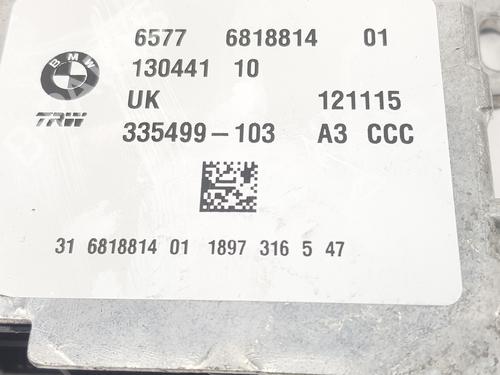 6577 6818814 01
BMW
130441 10
UK 121115
TRW
335499-103 A3 CCC
31 6818814 01 1897 316 5 47